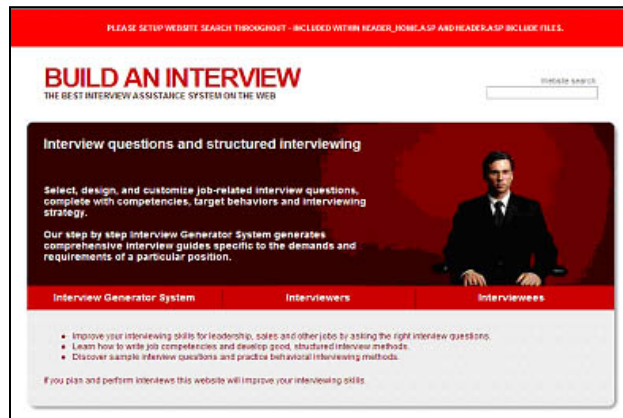 PLEASE SETUP WEBSITE SEARCH THROUGHOUT - INCLUDED WITHIN HEADER_HOME.ASP AND HEADER.ASP INCLUDE FILES.
BUILD AN INTERVIEW
THE BEST INTERVIEW ASSISTANCE SYSTEM ON THE WEB
Website search
Interview questions and structured interviewing
Select, design, and customize job-related interview questions,
complete with competencies, target behaviors and interviewing
strategy.
Our step by step Interview Generator System generates
comprehensive interview guides specific to the demands and
requirements of a particular position.
Interview Generator System
Interviewers
Interviewees
Improve your interviewing skills for leadership, sales and other jobs by asking the right interview questions.
Learn how to write job competencies and develop good, structured interview methods.
Discover sample interview questions and practice behavioral interviewing methods.
If you plan and perform interviews this website will improve your interviewing skills.